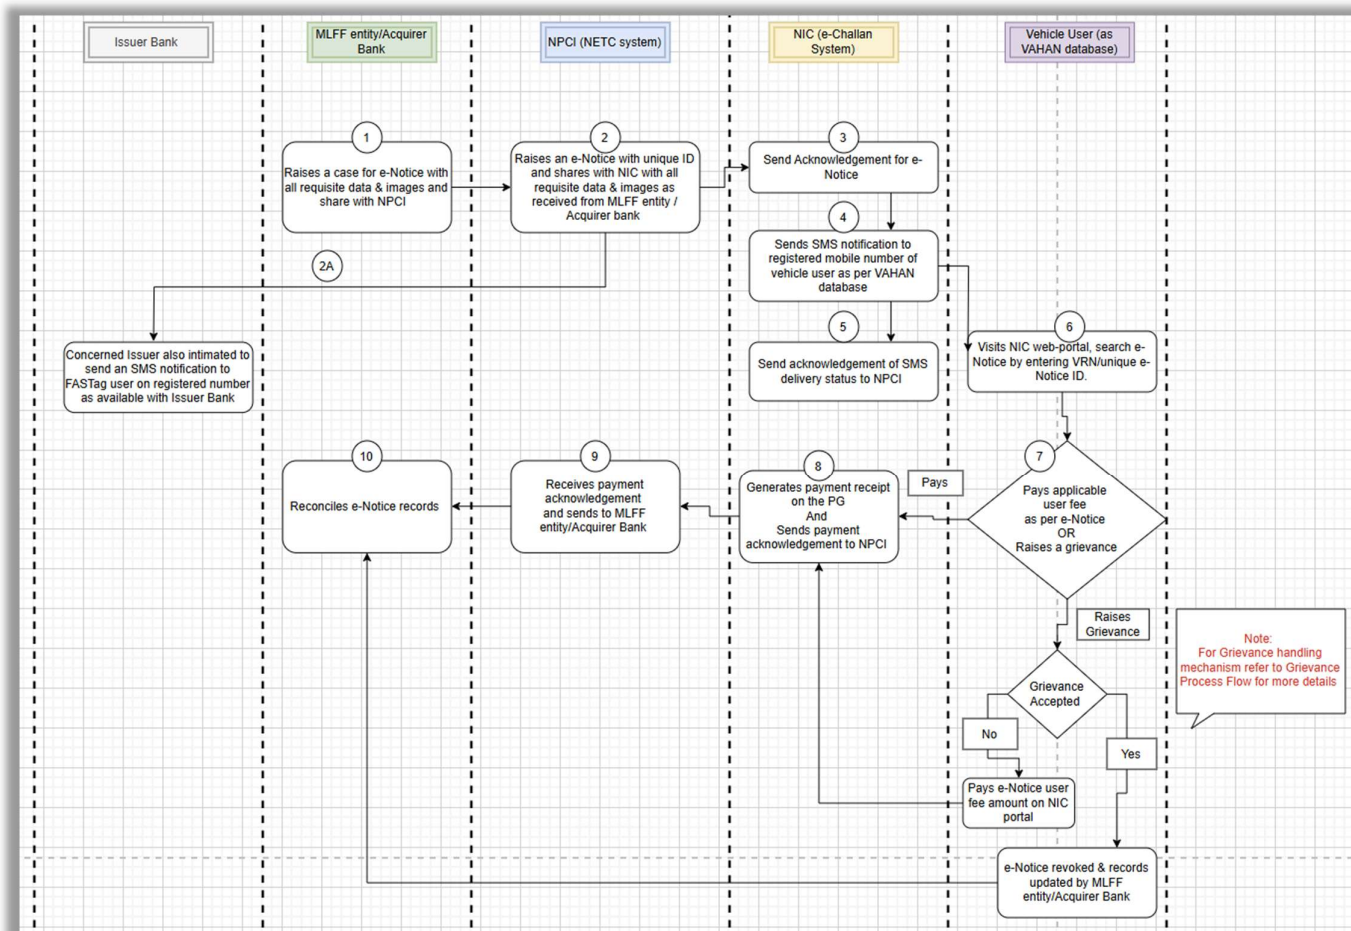 Issuer Bank
MLFF entity/Acquirer
Bank
NPCI (NETC system)
NIC (e-Challan
System)
Vehicle User (as
VAHAN database)
1
Raises a case for e-Notice with
all requisite data & images and
share with NPCI
2
Raises an e-Notice with unique ID
and shares with NIC with all
requisite data & images as
received from MLFF entity /
Acquirer bank
3
Send Acknowledgement for e-
Notice
4
Sends SMS notification to
registered mobile number of
vehicle user as per VAHAN
database
2A
Concerned Issuer also intimated to
send an SMS notification to
FASTag user on registered number
as available with Issuer Bank
5
Send acknowledgement of SMS
delivery status to NPCI
6
Visits NIC web-portal, search e-
Notice by entering VRN/unique e-
Notice ID.
7
Pays applicable
user fee
as per e-Notice
OR
Raises a grievance
Pays
8
Generates payment receipt
on the PG
And
Sends payment
acknowledgement to NPCI
9
Receives payment
acknowledgement
and sends to MLFF
entity/Acquirer Bank
10
Reconciles e-Notice records
Raises
Grievance
Grievance
Accepted
No
Yes
Pays e-Notice user
fee amount on NIC
portal
e-Notice revoked & records
updated by MLFF
entity/Acquirer Bank
Note:
For Grievance handling
mechanism refer to Grievance
Process Flow for more details